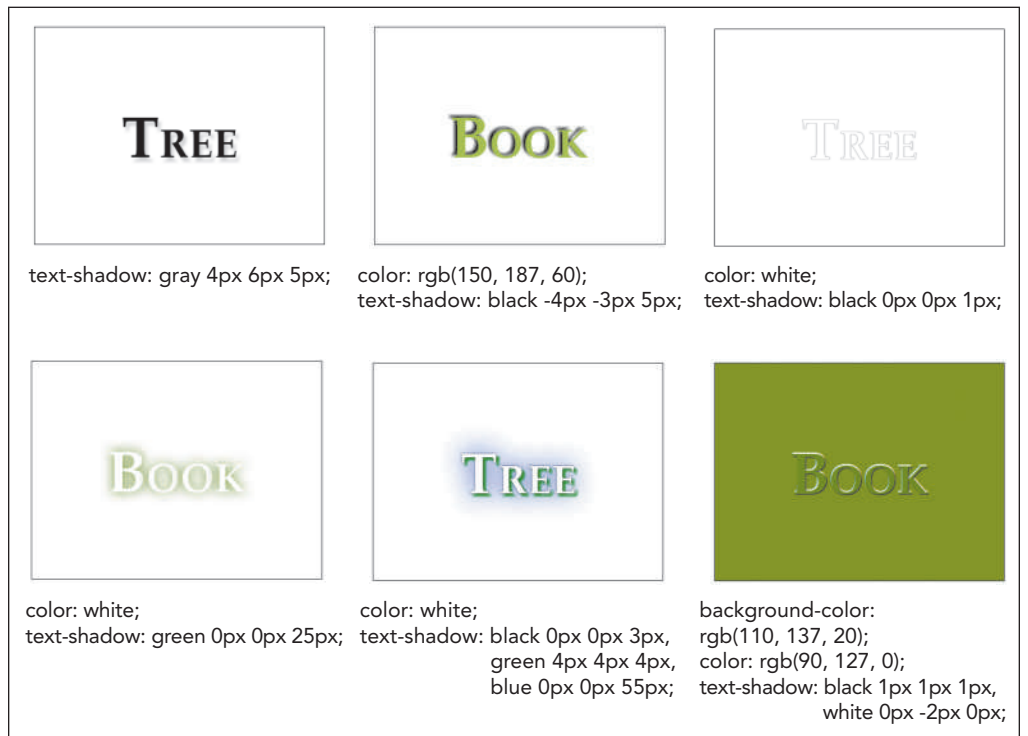 TREE
text-shadow: gray 4px 6px 5px;
BOOK
color: rgb(150, 187, 60);
text-shadow: black -4px -3px 5px;
TREE
color: white;
text-shadow: black 0px 0px 1px;
BOOK
color: white;
text-shadow: green 0px 0px 25px;
TREE
color: white;
text-shadow: black 0px 0px 3px,
green 4px 4px 4px,
blue 0px 0px 55px;
BOOK
background-color:
rgb(110, 137, 20);
color: rgb(90, 127, 0);
text-shadow: black 1px 1px 1px,
white 0px -2px 0px;